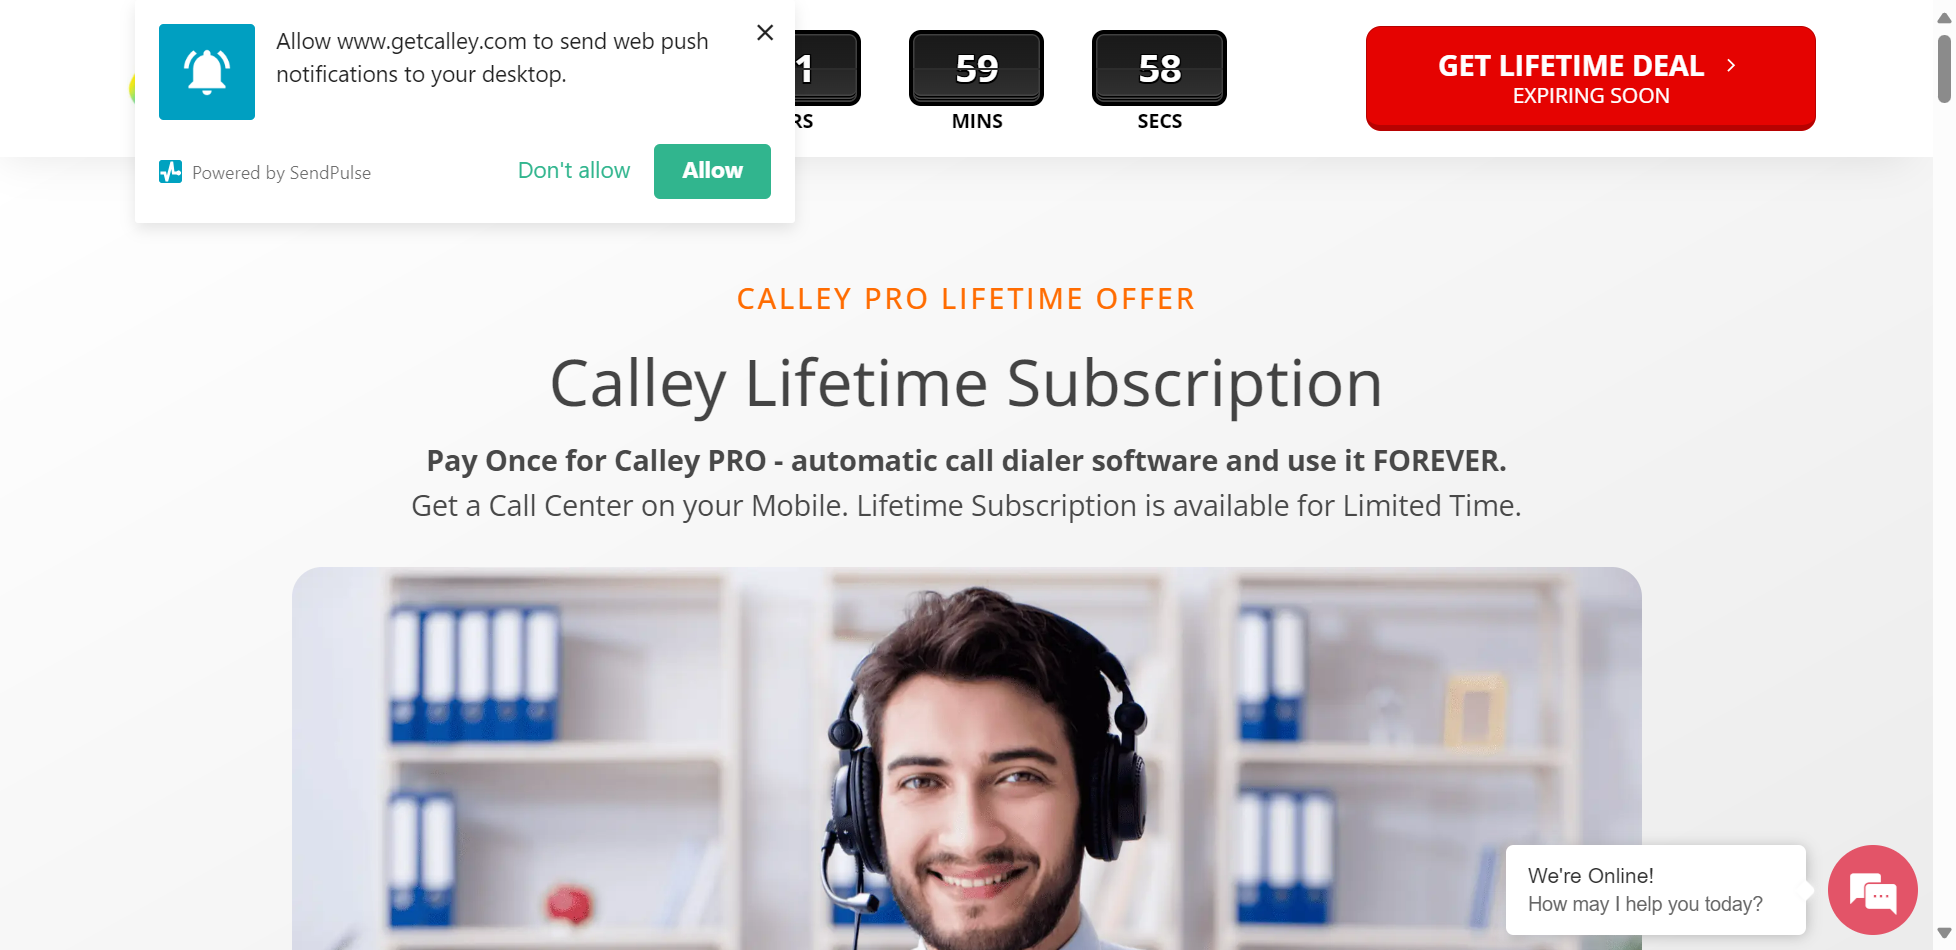 Allow www.getcalley.com to send web push
notifications to your desktop.
Powered by SendPulse
Don't allow
Allow
1
59
58
RS
MINS
SECS
GET LIFETIME DEAL
EXPIRING SOON
CALLEY PRO LIFETIME OFFER
Calley Lifetime Subscription
Pay Once for Calley PRO - automatic call dialer software and use it FOREVER.
Get a Call Center on your Mobile. Lifetime Subscription is available for Limited Time.
We're Online!
How may I help you today?